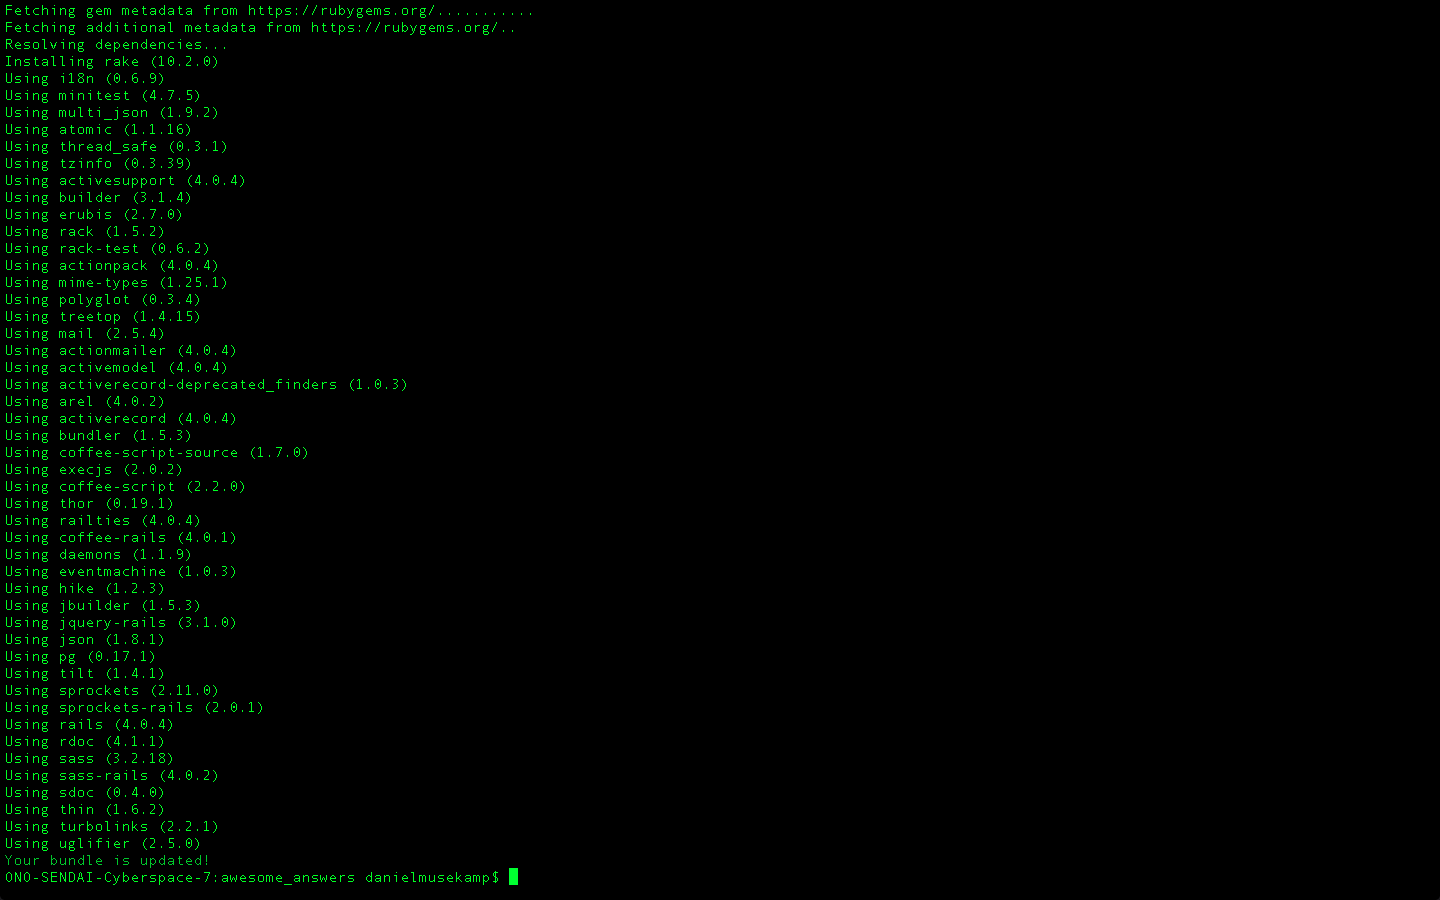 Fetching gem metadata from https://rubygems.org/...........
Fetching additional metadata from https://rubygems.org/..
Resolving dependencies...
Installing rake (10.2.0)
Using i18n (0.6.9)
Using minitest (4.7.5)
Using multi_json (1.9.2)
Using atomic (1.1.16)
Using thread_safe (0.3.1)
Using tzinfo (0.3.39)
Using activesupport (4.0.4)
Using builder (3.1.4)
Using erubis (2.7.0)
Using rack (1.5.2)
Using rack-test (0.6.2)
Using actionpack (4.0.4)
Using mime-types (1.25.1)
Using polyglot (0.3.4)
Using treetop (1.4.15)
Using mail (2.5.4)
Using actionmailer (4.0.4)
Using activemodel (4.0.4)
Using activerecord-deprecated_finders (1.0.3)
Using arel (4.0.2)
Using activerecord (4.0.4)
Using bundler (1.5.3)
Using coffee-script-source (1.7.0)
Using execjs (2.0.2)
Using coffee-script (2.2.0)
Using thor (0.19.1)
Using railties (4.0.4)
Using coffee-rails (4.0.1)
Using daemons (1.1.9)
Using eventmachine (1.0.3)
Using hike (1.2.3)
Using jbuilder (1.5.3)
Using jquery-rails (3.1.0)
Using json (1.8.1)
Using pg (0.17.1)
Using tilt (1.4.1)
Using sprockets (2.11.0)
Using sprockets-rails (2.0.1)
Using rails (4.0.4)
Using rdoc (4.1.1)
Using sass (3.2.18)
Using sass-rails (4.0.2)
Using sdoc (0.4.0)
Using thin (1.6.2)
Using turbolinks (2.2.1)
Using uglifier (2.5.0)
Your bundle is updated!
ONO-SENDAI-Cyberspace-7:awesome_answers danielmusekamp$